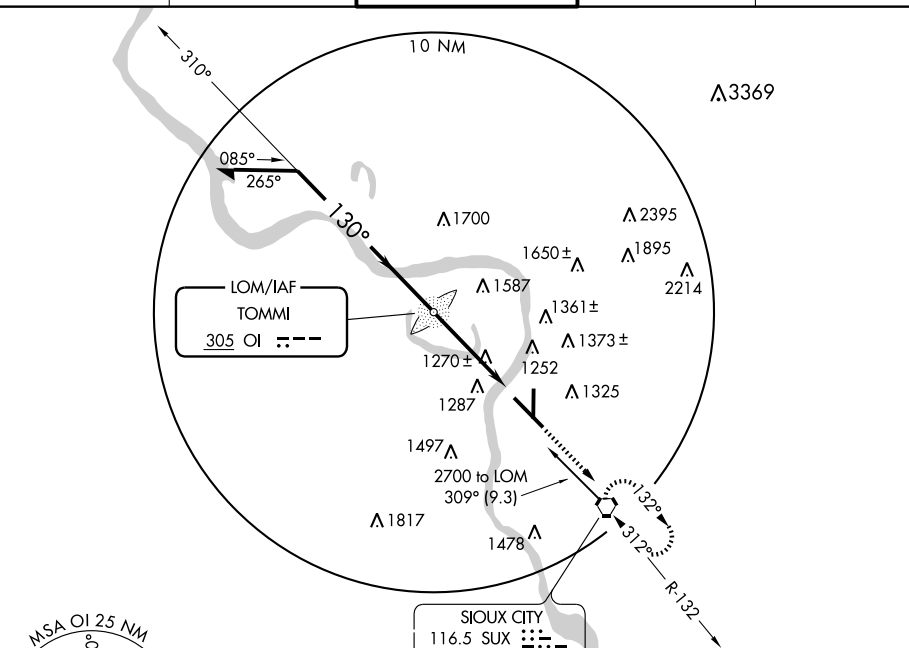 10 NM
310°
3369
085°
265°
130°
1700
2395
1650±
1895
2214
LOM/IAF
TOMMI
305 OI
1587
1361±
1373±
1270±
1252
1287
1325
1497
2700 to LOM
309° (9.3)
132°
1817
1478
312°
R-132
MSA OI 25 NM
SIOUX CITY
116.5 SUX